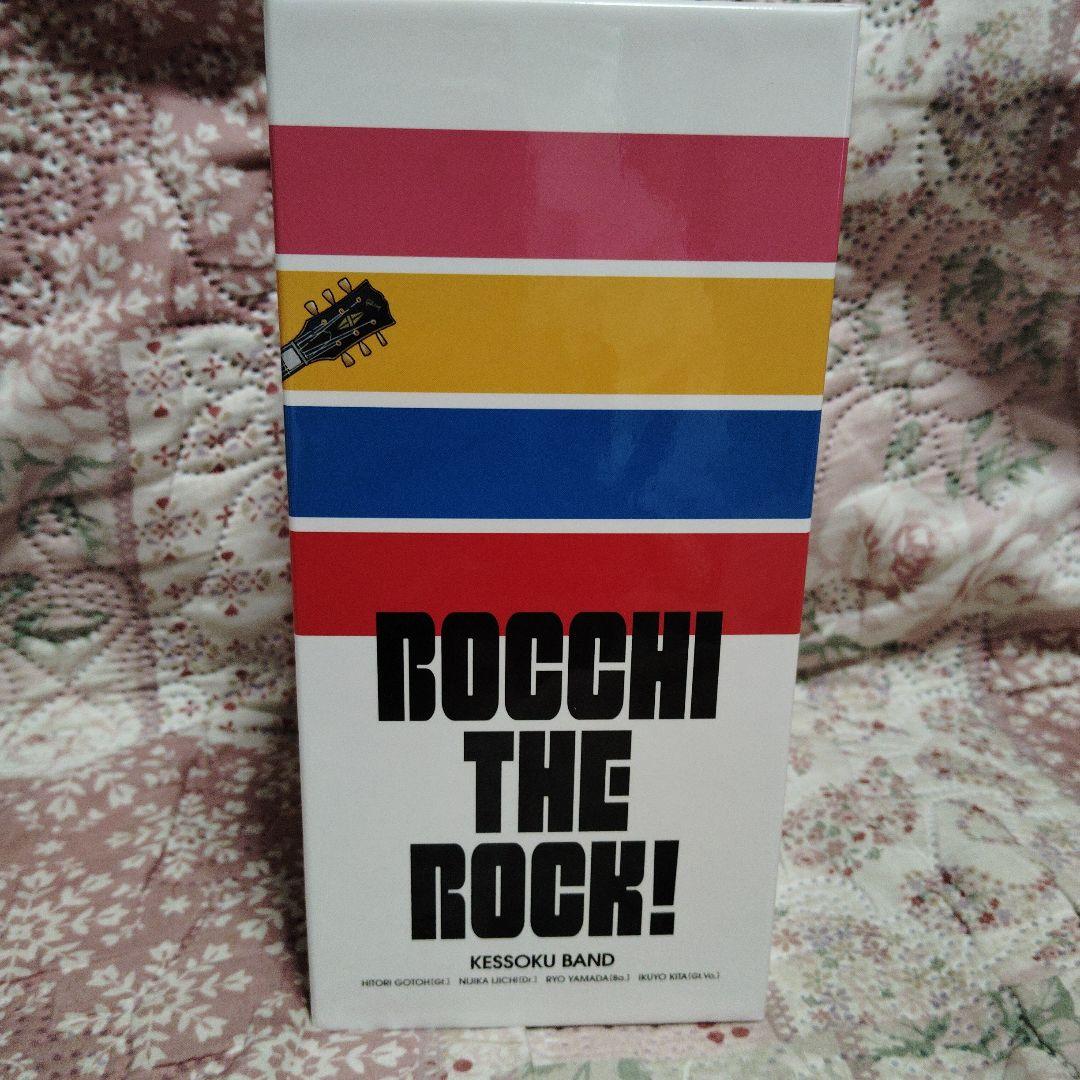 BOCCHI
THE
ROCK!
KESSOKU BAND
HITORI GOTOH[Gt.] NIJIKA IJICHI[Dr.] RYO YAMADA[Ba.] IKUYO KITA[Gt.Vo.]